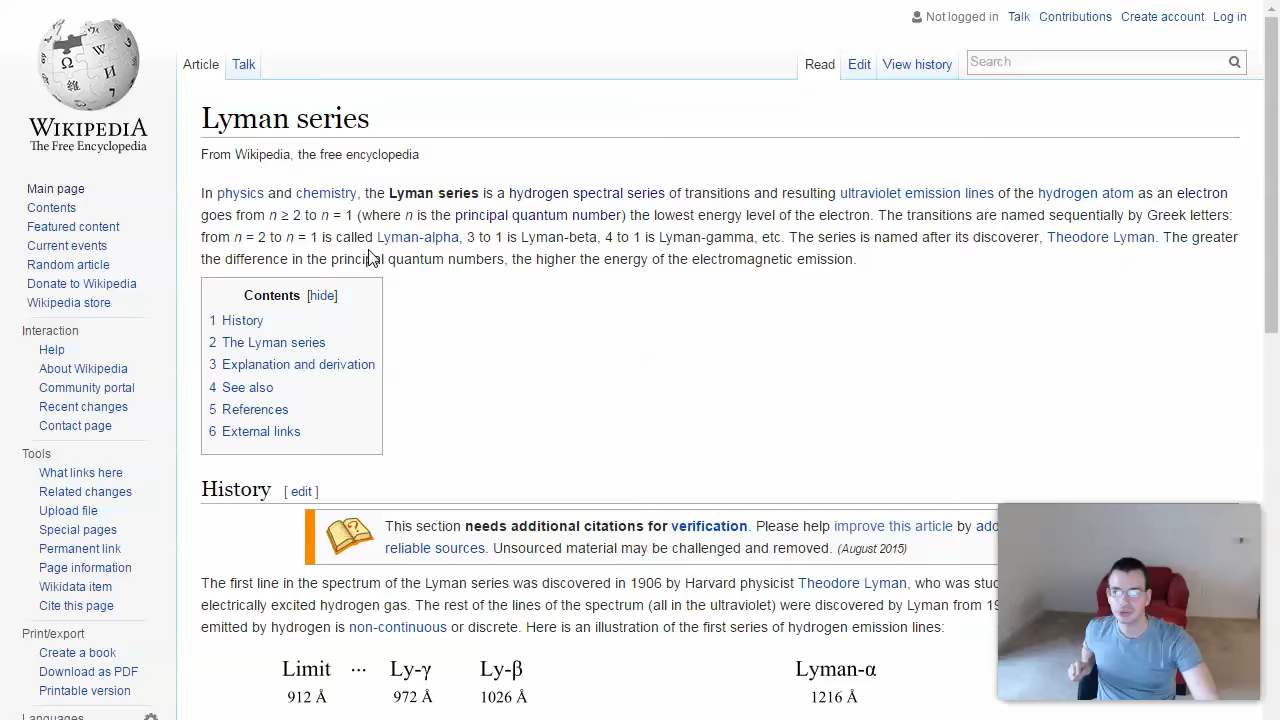 Not logged in Talk Contributions Create account Log in
Article Talk Read Edit View history Search
WIKIPEDIA
The Free Encyclopedia
Main page
Contents
Featured content
Current events
Random article
Donate to Wikipedia
Wikipedia store
Interaction
Help
About Wikipedia
Community portal
Recent changes
Contact page
Tools
What links here
Related changes
Upload file
Special pages
Permanent link
Page information
Wikidata item
Cite this page
Print/export
Create a book
Download as PDF
Printable version
Languages
Lyman series
From Wikipedia, the free encyclopedia
In physics and chemistry, the Lyman series is a hydrogen spectral series of transitions and resulting ultraviolet emission lines of the hydrogen atom as an electron
goes from n ≥ 2 to n = 1 (where n is the principal quantum number) the lowest energy level of the electron. The transitions are named sequentially by Greek letters:
from n = 2 to n = 1 is called Lyman-alpha, 3 to 1 is Lyman-beta, 4 to 1 is Lyman-gamma, etc. The series is named after its discoverer, Theodore Lyman. The greater
the difference in the principal quantum numbers, the higher the energy of the electromagnetic emission.
Contents [hide]
1 History
2 The Lyman series
3 Explanation and derivation
4 See also
5 References
6 External links
History [ edit ]
This section needs additional citations for verification. Please help improve this article by
reliable sources. Unsourced material may be challenged and removed. (August 2015)
The first line in the spectrum of the Lyman series was discovered in 1906 by Harvard physicist Theodore Lyman, who was
electrically excited hydrogen gas. The rest of the lines of the spectrum (all in the ultraviolet) were discovered by Lyman from
emitted by hydrogen is non-continuous or discrete. Here is an illustration of the first series of hydrogen emission lines:
Limit ... Ly-γ Ly-β Lyman-α
912 Å 972 Å 1026 Å 1216 Å